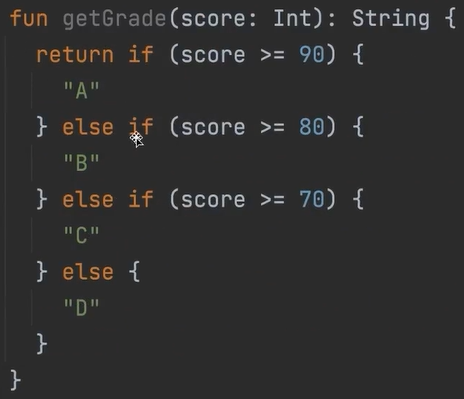 fun getGrade(score: Int): String {
return if (score >= 90) {
"A"
} else if (score >= 80) {
"B"
} else if (score >= 70) {
"C"
} else {
"D"
}
}